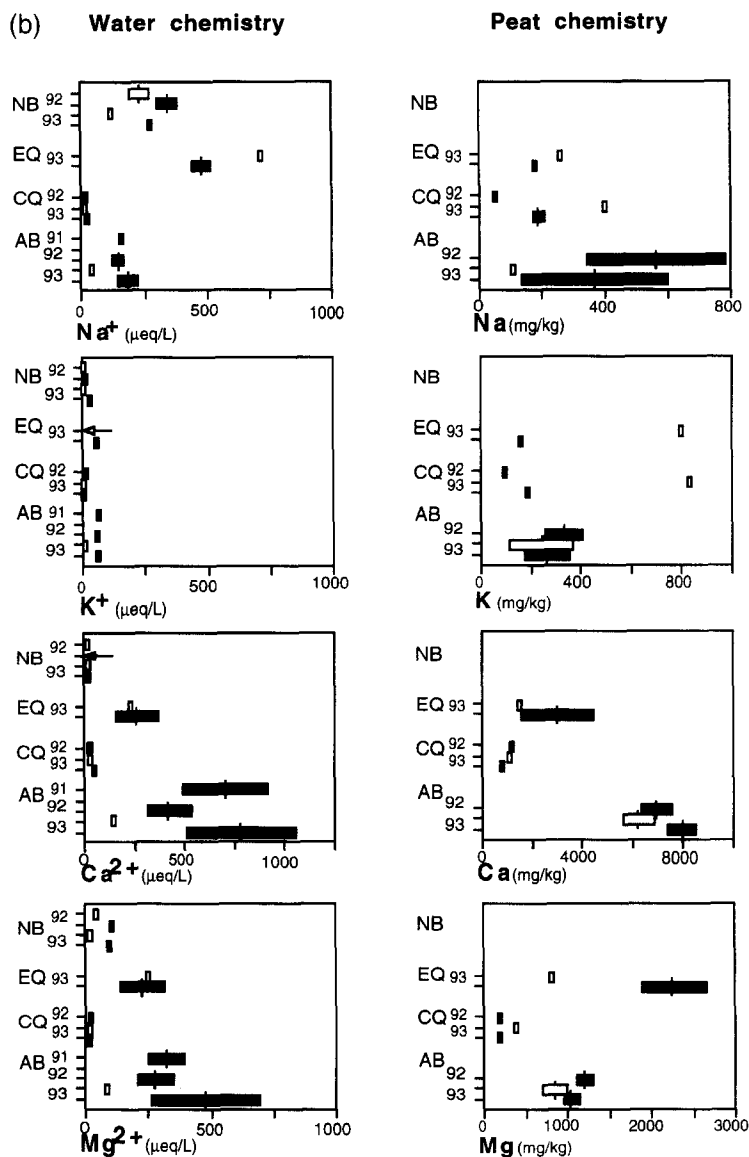 (b) Water chemistry Peat chemistry
NB 92
93
EQ 93
CQ 92
93
AB 91
92
93
0 500 1000
Na+ (μeq/L)
NB
EQ 93
CQ 92
93
AB
92
93
0 400 800
Na (mg/kg)
NB 92
93
EQ 93
CQ 92
93
AB 91
92
93
0 500 1000
K+ (μeq/L)
NB
EQ 93
CQ 92
93
AB
92
93
0 400 800
K (mg/kg)
NB 92
93
EQ 93
CQ 92
93
AB 91
92
93
0 500 1000
Ca2+ (μeq/L)
NB
EQ 93
CQ 92
93
AB
92
93
0 4000 8000
Ca (mg/kg)
NB 92
93
EQ 93
CQ 92
93
AB 91
92
93
0 500 1000
Mg2+ (μeq/L)
NB
EQ 93
CQ 92
93
AB
92
93
0 1000 2000 3000
Mg (mg/kg)